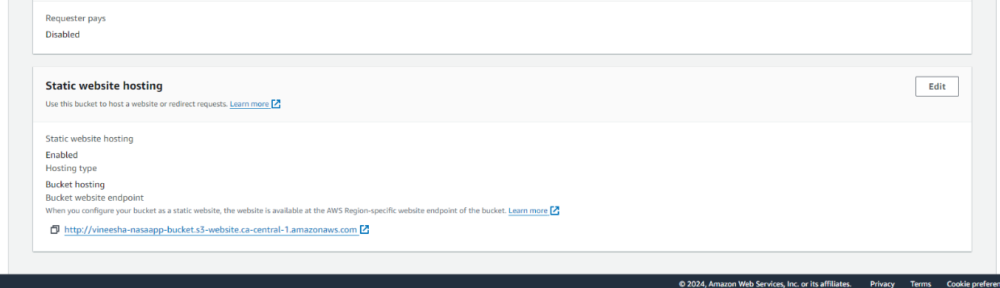 Requester pays
Disabled
Static website hosting
Edit
Use this bucket to host a website or redirect requests. Learn more
Static website hosting
Enabled
Hosting type
Bucket hosting
Bucket website endpoint
When you configure your bucket as a static website, the website is available at the AWS Region-specific website endpoint of the bucket. Learn more
http://vineesha-nasaapp-bucket.s3-website.ca-central-1.amazonaws.com
© 2024, Amazon Web Services, Inc. or its affiliates. Privacy Terms Cookie preferen